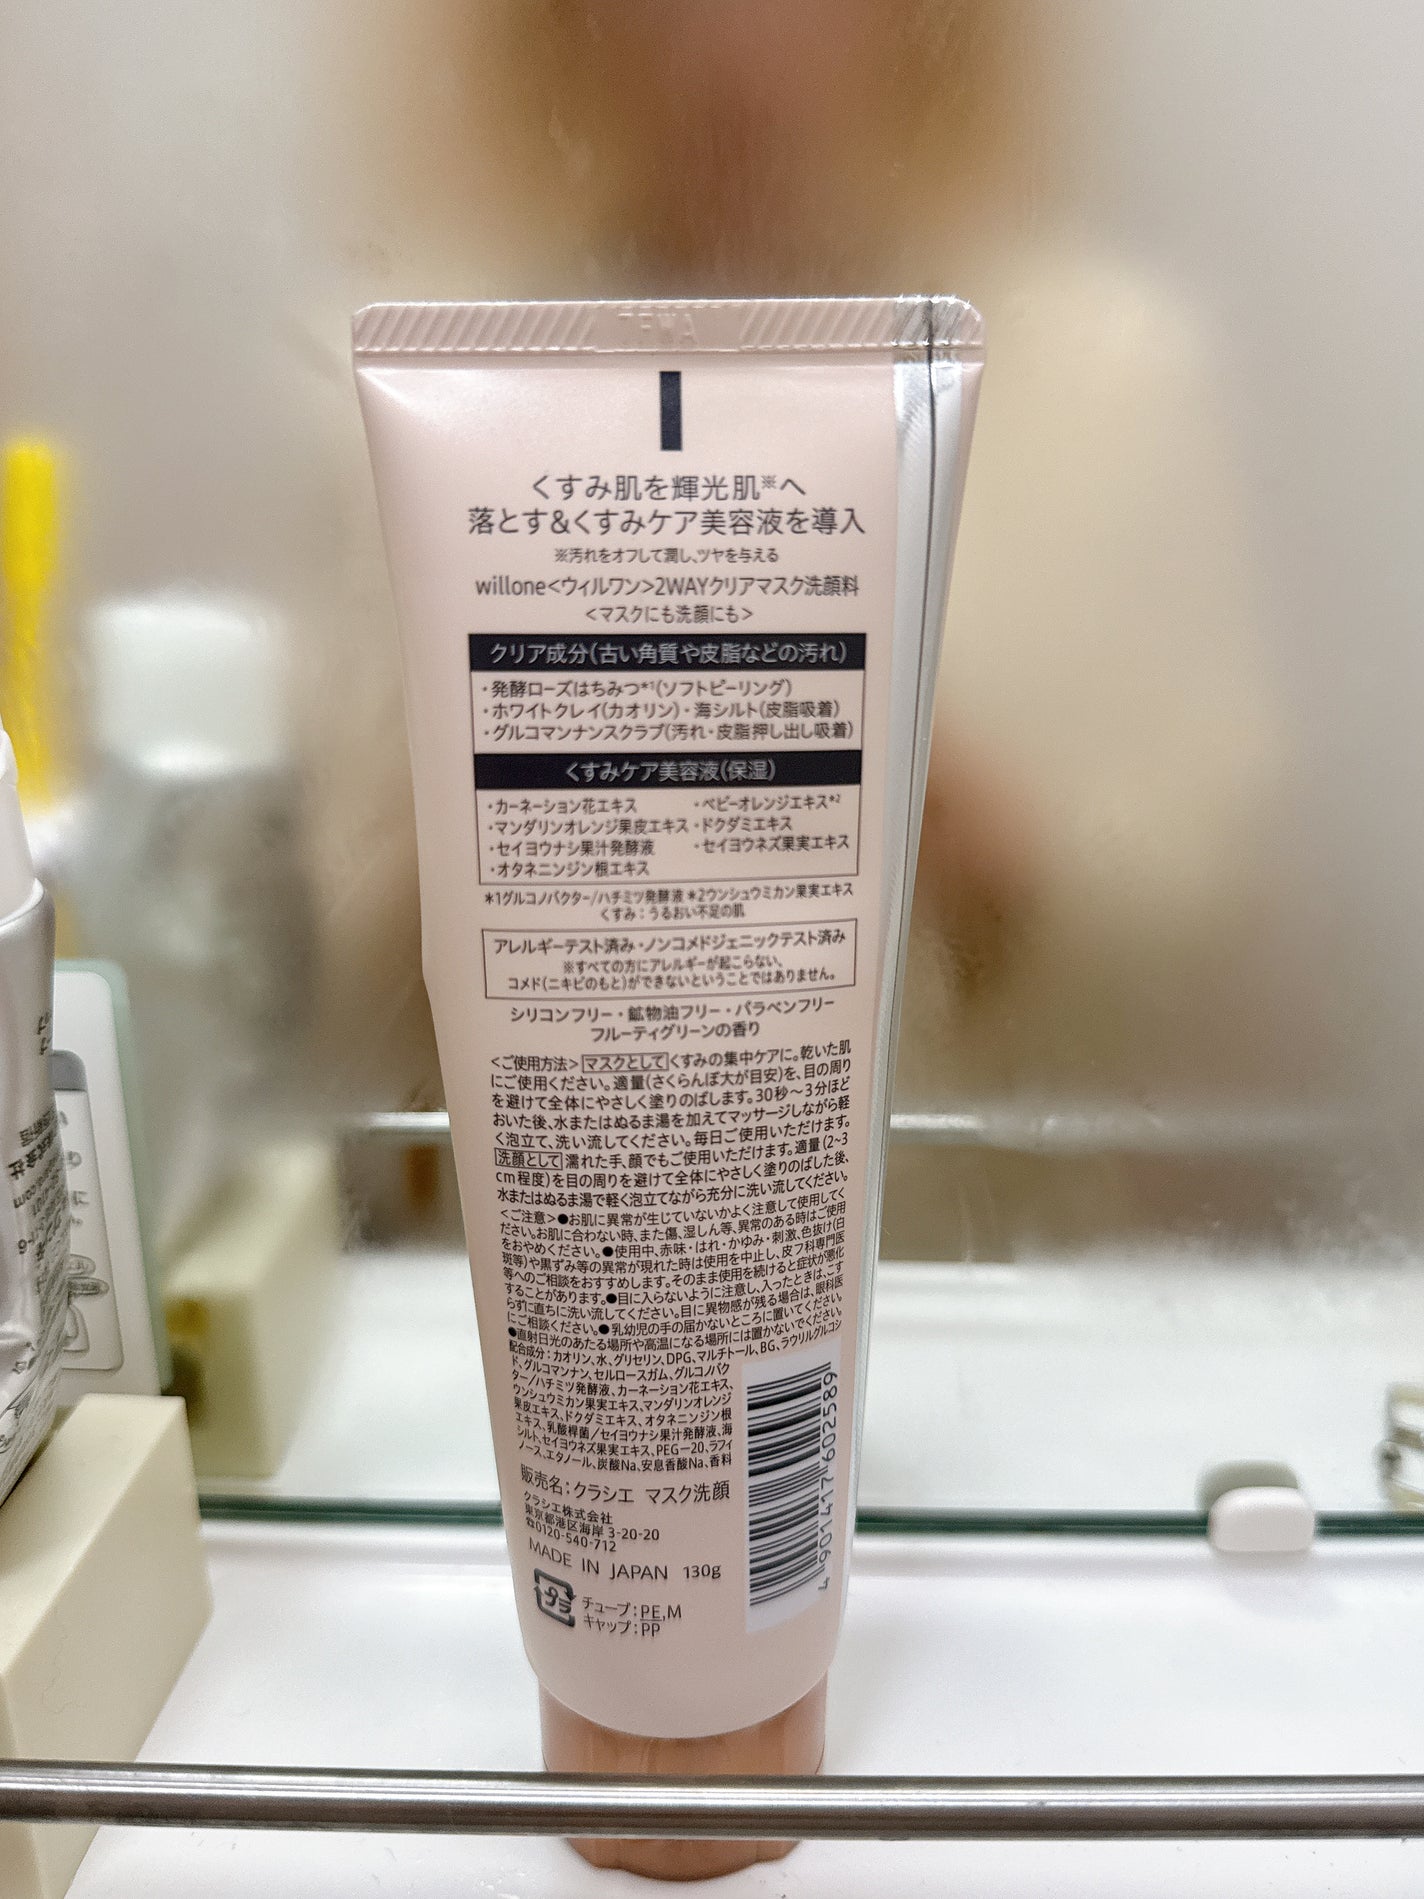 くすみ肌を輝光肌※へ
落とす&くすみケア美容液を導入
※汚れをオフして潤し、ツヤを与える
willone<ウィルワン>2WAYクリアマスク洗顔料
<マスクにも洗顔にも>
クリア成分(古い角質や皮脂などの汚れ)
・発酵ローズはちみつ*1(ソフトピーリング)
・ホワイトクレイ(カオリン)・海シルト(皮脂吸着)
・グルコマンナンスクラブ(汚れ・皮脂押し出し吸着)
くすみケア美容液(保湿)
・カーネーション花エキス ・ベビーオレンジエキス*2
・マンダリンオレンジ果皮エキス ・ドクダミエキス
・セイヨウナシ果汁発酵液 ・セイヨウネズ果実エキス
・オタネニンジン根エキス
*1グルコノバクター/ハチミツ発酵液 *2ウンシュウミカン果実エキス
くすみ:うるおい不足の肌
アレルギーテスト済み・ノンコメドジェニックテスト済み
※すべての方にアレルギーが起こらない、
コメド(ニキビのもと)ができないということではありません。
シリコンフリー・鉱物油フリー・パラベンフリー
フルーティグリーンの香り
<ご使用方法>マスクとしてくすみの集中ケアに。乾いた肌
にご使用ください。適量(さくらんぼ大が目安)を、目の周り
を避けて全体にやさしく塗りのばします。30秒〜3分ほど
おいた後、水またはぬるま湯を加えてマッサージしながら軽
く泡立て、洗い流してください。毎日ご使用いただけます。
洗顔として濡れた手、顔でもご使用いただけます。適量(2~3
cm程度)を目の周りを避けて全体にやさしく塗りのばした後、
水またはぬるま湯で軽く泡立てながら充分に洗い流してください。
<ご注意>●お肌に異常が生じていないかよく注意して使用してく
ださい。お肌に合わない時、また傷、湿しん等、異常のある時はご使用
をおやめください。●使用中、赤味・はれ・かゆみ・刺激、色抜け(白
斑等)や黒ずみ等の異常が現れた時は使用を中止し、皮フ科専門医
等へのご相談をおすすめします。そのまま使用を続けると症状が悪化
することがあります。●目に入らないように注意し、入ったときは、こす
らずに直ちに洗い流してください。目に異物感が残る場合は、眼科医
にご相談ください。●乳幼児の手の届かないところに置いてください。
●直射日光のあたる場所や高温になる場所には置かないでください。
配合成分:カオリン、水、グリセリン、DPG、マルチトール、BG、ラウリルグルコシ
ド、グルコマンナン、セルロースガム、グルコノバク
ター/ハチミツ発酵液、カーネーション花エキス、
ウンシュウミカン果実エキス、マンダリンオレンジ
果皮エキス、ドクダミエキス、オタネニンジン根
エキス、乳酸桿菌/セイヨウナシ果汁発酵液、海
シルト、セイヨウネズ果実エキス、PEG-20、ラフィ
ノース、エタノール、炭酸Na、安息香酸Na、香料
販売名:クラシエ マスク洗顔
クラシエ株式会社
東京都港区海岸 3-20-20
☎0120-540-712
MADE IN JAPAN 130g
プラ
チューブ:PE,M
キャップ:PP
4 901417 602589